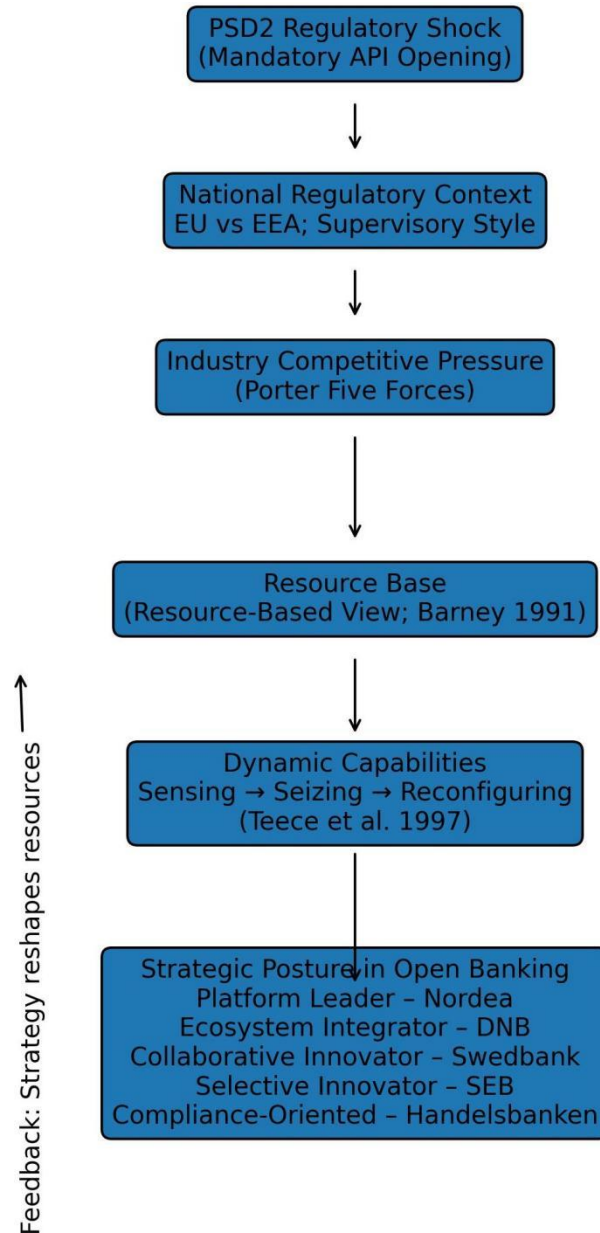 PSD2 Regulatory Shock
(Mandatory API Opening)
National Regulatory Context
EU vs EEA; Supervisory Style
Industry Competitive Pressure
(Porter Five Forces)
Resource Base
(Resource-Based View; Barney 1991)
Dynamic Capabilities
Sensing → Seizing → Reconfiguring
(Teece et al. 1997)
Strategic Posture in Open Banking
Platform Leader – Nordea
Ecosystem Integrator – DNB
Collaborative Innovator – Swedbank
Selective Innovator – SEB
Compliance-Oriented – Handelsbanken
Feedback: Strategy reshapes resources